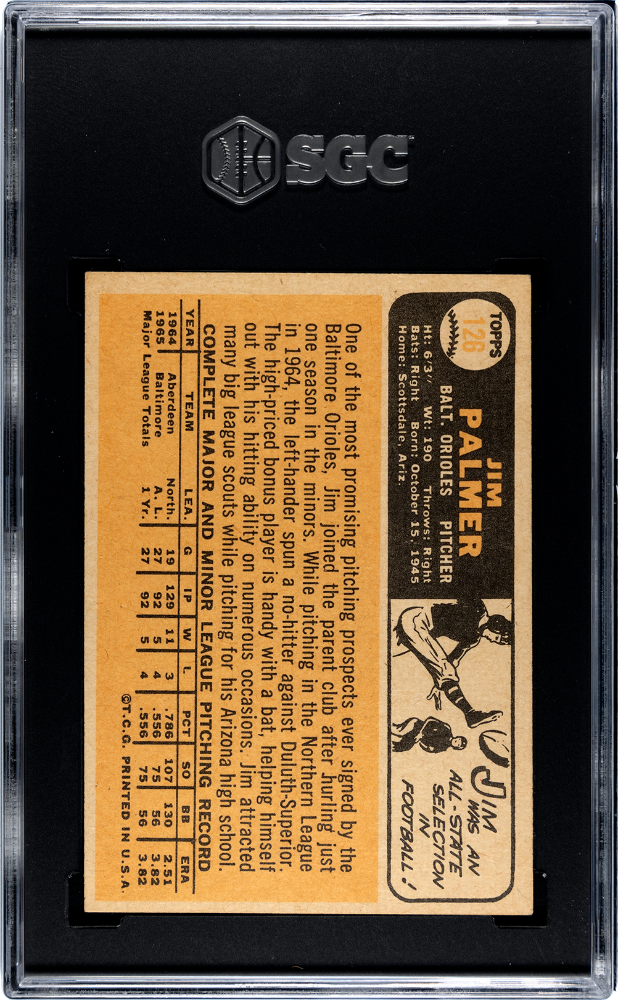 SGC
TOPPS
126
JIM
PALMER
BALT. ORIOLES PITCHER
Ht: 6'3" Wt: 190 Throws: Right
Bats: Right Born: October 15, 1945
Home: Scottsdale, Ariz.
JIM
WAS AN
ALL-STATE
SELECTION
IN
FOOTBALL!
One of the most promising pitching prospects ever signed by the
Baltimore Orioles, Jim joined the parent club after hurling just
one season in the minors. While pitching in the Northern League
in 1964, the left-hander spun a no-hitter against Duluth-Superior.
The high-priced bonus player is handy with a bat, helping himself
out with his hitting ability on numerous occasions. Jim attracted
many big league scouts while pitching for his Arizona high school.
COMPLETE MAJOR AND MINOR LEAGUE PITCHING RECORD
YEAR TEAM LEA. G IP W L PCT SO BB ERA
1964 Aberdeen North. 19 129 11 3 .786 107 130 2.51
1965 Baltimore A. L. 27 92 5 4 .556 75 56 3.82
Major League Totals 1 Yr. 27 92 5 4 .556 75 56 3.82
©T.C.G. PRINTED IN U.S.A.